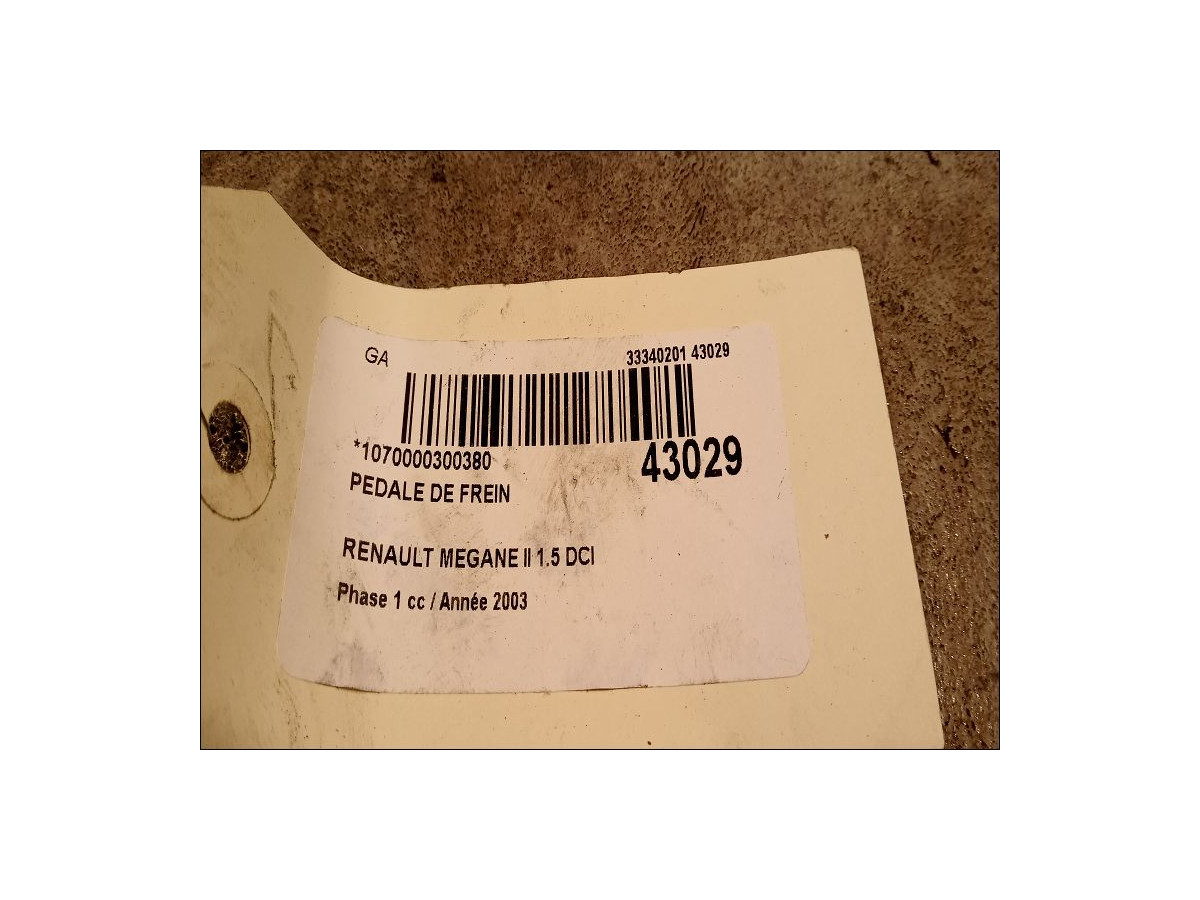 GA 33340201 43029
*1070000300380 43029
PEDALE DE FREIN
RENAULT MEGANE II 1.5 DCI
Phase 1 cc / Année 2003